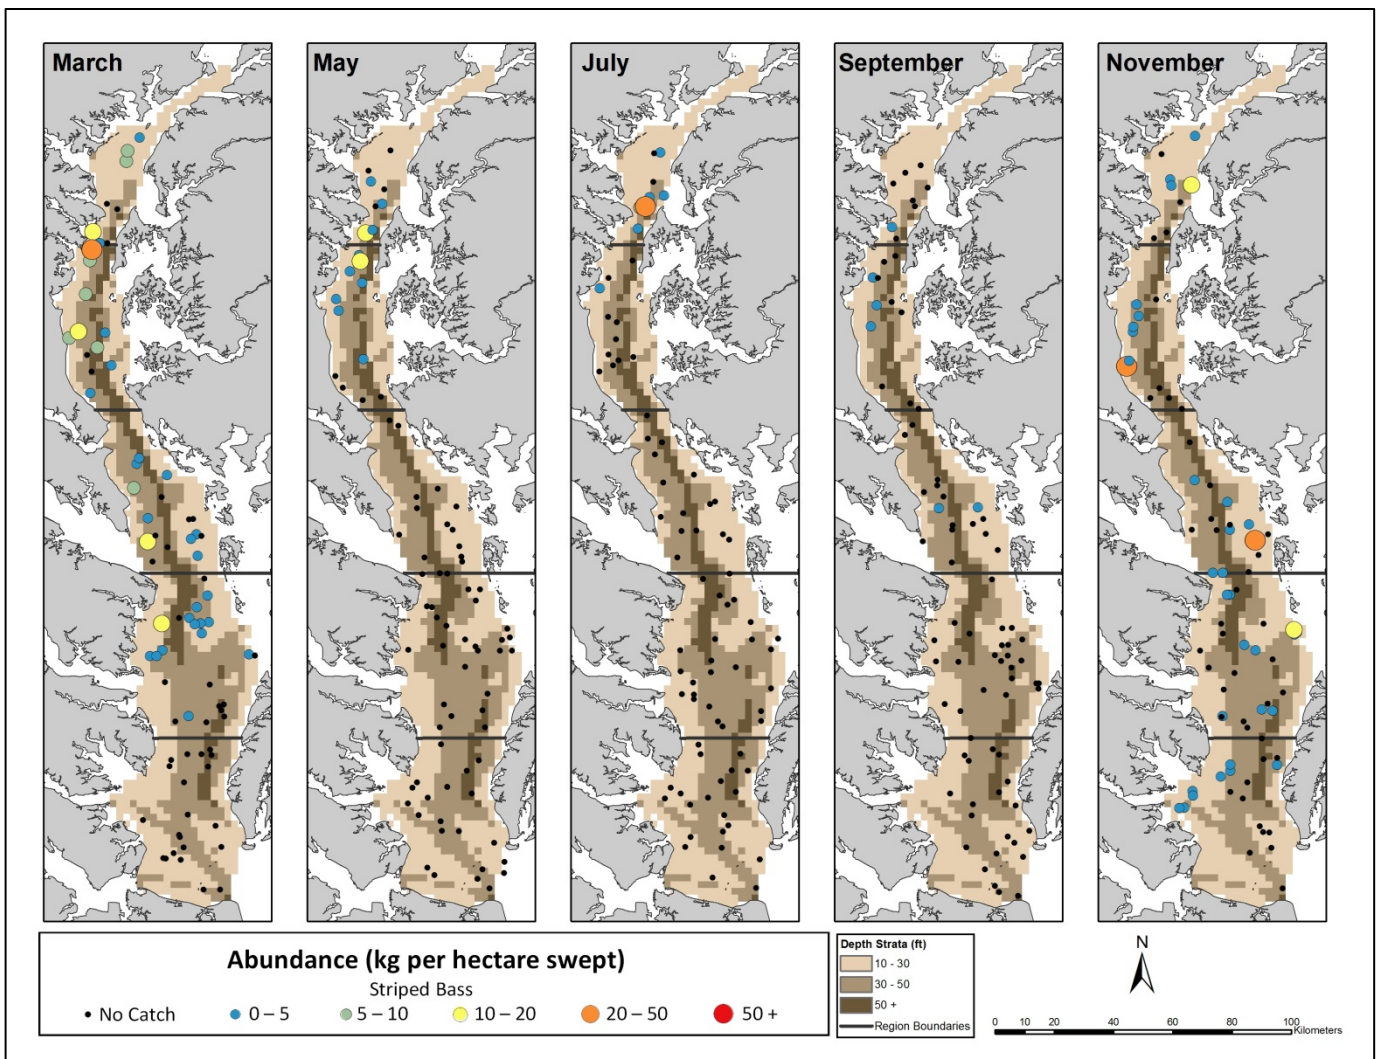 March
May
July
September
November
Abundance (kg per hectare swept)
Striped Bass
No Catch
0 – 5
5 – 10
10 – 20
20 – 50
50 +
Depth Strata (ft)
10 - 30
30 - 50
50 +
Region Boundaries
N
0 20 40 60 80 100
Kilometers